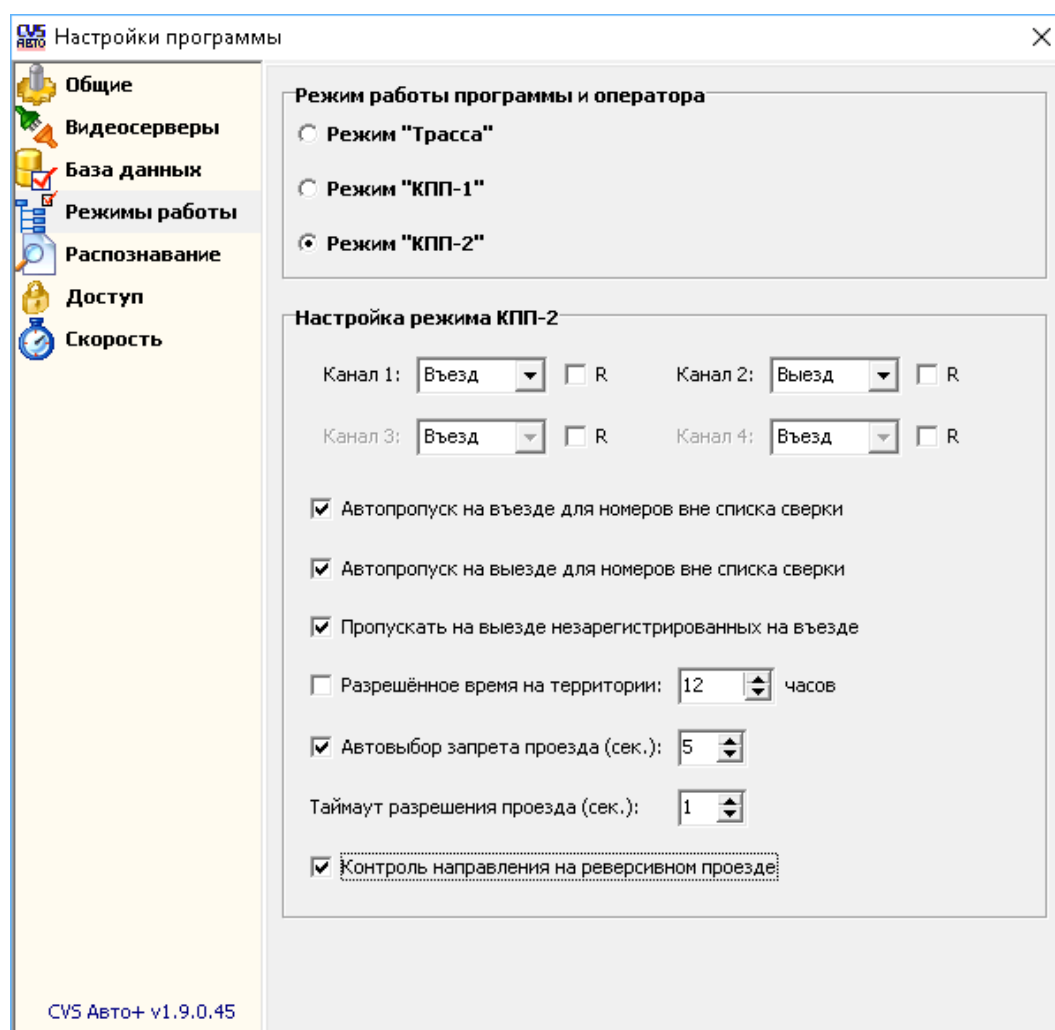 CVS АВТО Настройки программы
Общие
Видеосерверы
База данных
Режимы работы
Распознавание
Доступ
Скорость
CVS Авто+ v1.9.0.45
Режим работы программы и оператора
Режим "Трасса"
Режим "КПП-1"
Режим "КПП-2"
Настройка режима КПП-2
Канал 1: Въезд R Канал 2: Выезд R
Канал 3: Въезд R Канал 4: Въезд R
Автопропуск на въезде для номеров вне списка сверки
Автопропуск на выезде для номеров вне списка сверки
Пропускать на выезде незарегистрированных на въезде
Разрешённое время на территории: 12 часов
Автовыбор запрета проезда (сек.): 5
Таймаут разрешения проезда (сек.): 1
Контроль направления на реверсивном проезде